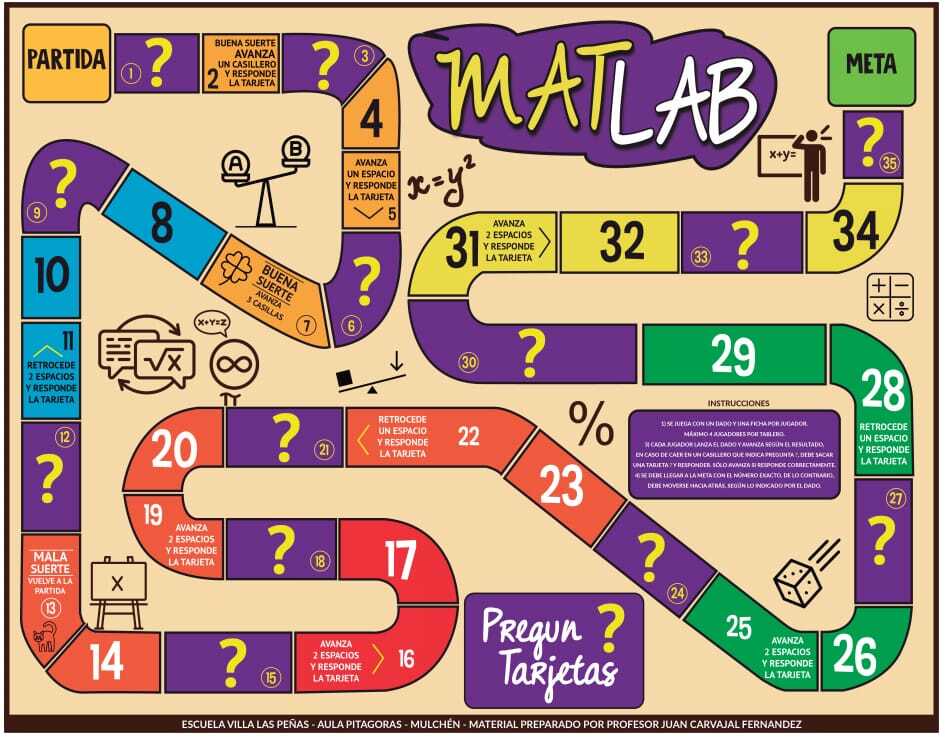 PARTIDA
1 ?
BUENA SUERTE
AVANZA
UN CASILLERO
2 Y RESPONDE
LA TARJETA
? 3
MATLAB
META
4
AVANZA
UN ESPACIO
Y RESPONDE
LA TARJETA
5
A B
x=y²
x+y=
? 35
? 9
8
BUENA
SUERTE
AVANZA
3 CASILLAS
7
? 6
31
AVANZA
2 ESPACIOS
Y RESPONDE
LA TARJETA
32
33 ?
34
+ −
× ÷
10
11
RETROCEDE
2 ESPACIOS
Y RESPONDE
LA TARJETA
√X
X+Y=Z
∞
π
30 ?
29
28
RETROCEDE
UN ESPACIO
Y RESPONDE
LA TARJETA
12
?
20
? 21
RETROCEDE
UN ESPACIO
Y RESPONDE
LA TARJETA
22
%
INSTRUCCIONES
1) SE JUEGA CON UN DADO Y UNA FICHA POR JUGADOR.
MÁXIMO 4 JUGADORES POR TABLERO.
3) CADA JUGADOR LANZA EL DADO Y AVANZA SEGÚN EL RESULTADO,
EN CASO DE CAER EN UN CASILLERO QUE INDICA PREGUNTA ?, DEBE SACAR
UNA TARJETA ? Y RESPONDER. SÓLO AVANZA SI RESPONDE CORRECTAMENTE.
4) SE DEBE LLEGAR A LA META CON EL NÚMERO EXACTO, DE LO CONTRARIO,
DEBE MOVERSE HACIA ATRÁS, SEGÚN LO INDICADO POR EL DADO.
23
19
AVANZA
2 ESPACIOS
Y RESPONDE
LA TARJETA
? 18
17
? 24
27
?
MALA
SUERTE
VUELVE A LA
PARTIDA
13
X
14
? 15
AVANZA
2 ESPACIOS
Y RESPONDE
LA TARJETA
16
Pregun ?
Tarjetas
25
AVANZA
2 ESPACIOS
Y RESPONDE
LA TARJETA
26
ESCUELA VILLA LAS PEÑAS - AULA PITAGORAS - MULCHÉN - MATERIAL PREPARADO POR PROFESOR JUAN CARVAJAL FERNANDEZ